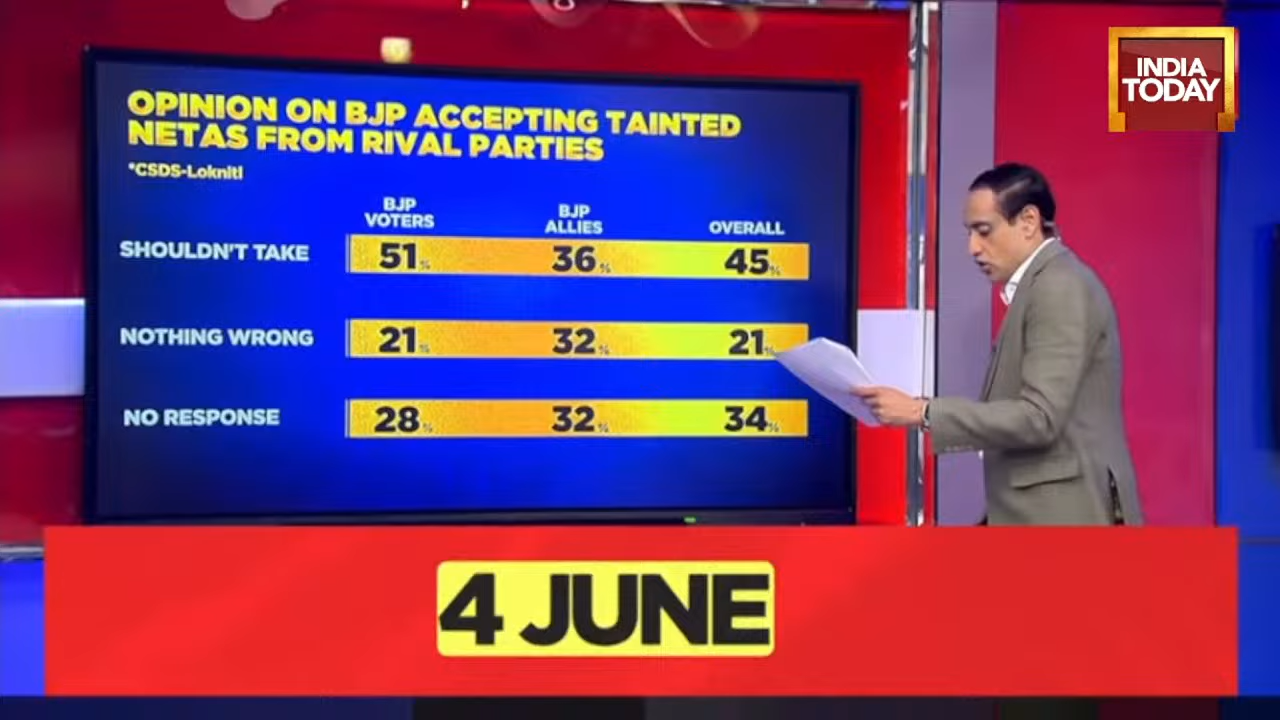 INDIA
TODAY
OPINION ON BJP ACCEPTING TAINTED
NETAS FROM RIVAL PARTIES
*CSDS-Lokniti
BJP
VOTERS
BJP
ALLIES
OVERALL
SHOULDN'T TAKE 51% 36% 45%
NOTHING WRONG 21% 32% 21%
NO RESPONSE 28% 32% 34%
4 JUNE